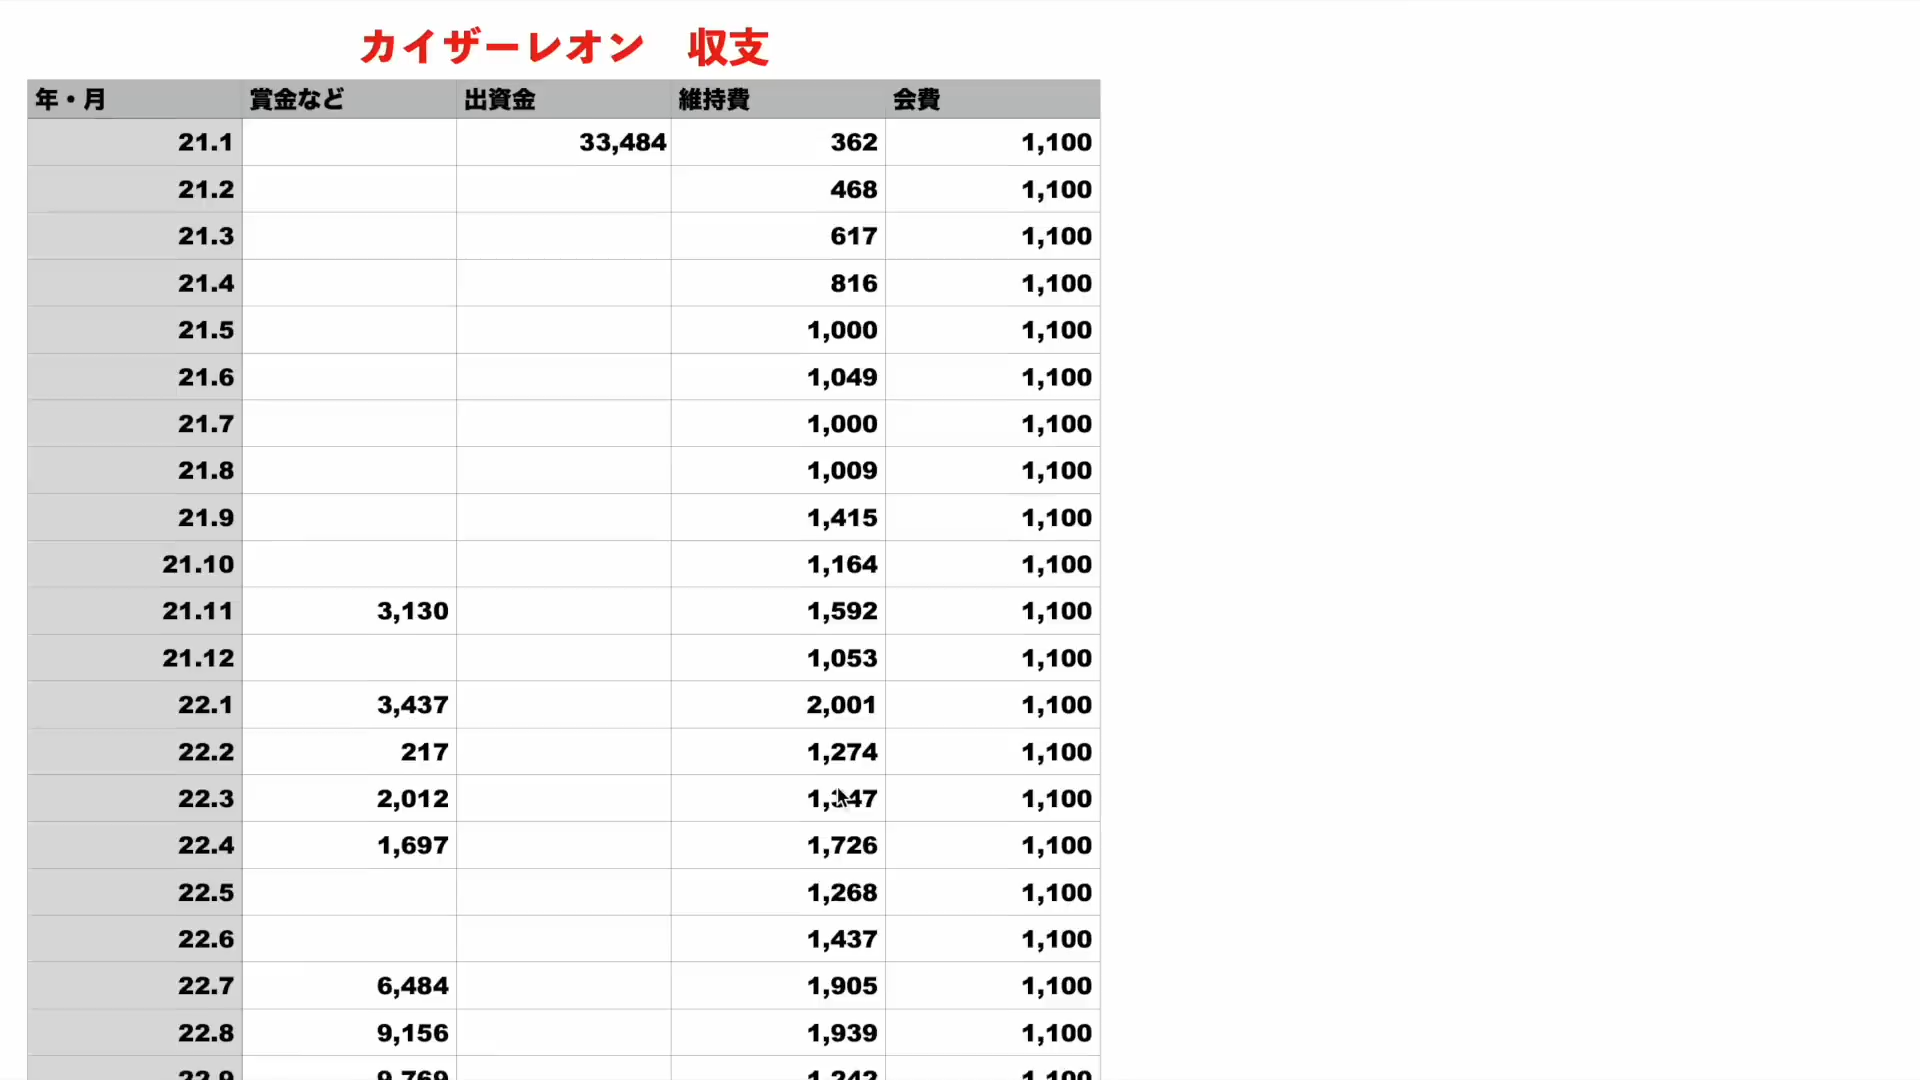 カイザーレオン　収支
年・月 賞金など 出資金 維持費 会費
21.1 33,484 362 1,100
21.2 468 1,100
21.3 617 1,100
21.4 816 1,100
21.5 1,000 1,100
21.6 1,049 1,100
21.7 1,000 1,100
21.8 1,009 1,100
21.9 1,415 1,100
21.10 1,164 1,100
21.11 3,130 1,592 1,100
21.12 1,053 1,100
22.1 3,437 2,001 1,100
22.2 217 1,274 1,100
22.3 2,012 1,100
22.4 1,697 1,726 1,100
22.5 1,268 1,100
22.6 1,437 1,100
22.7 6,484 1,905 1,100
22.8 9,156 1,939 1,100
22.9 9,769 1,100